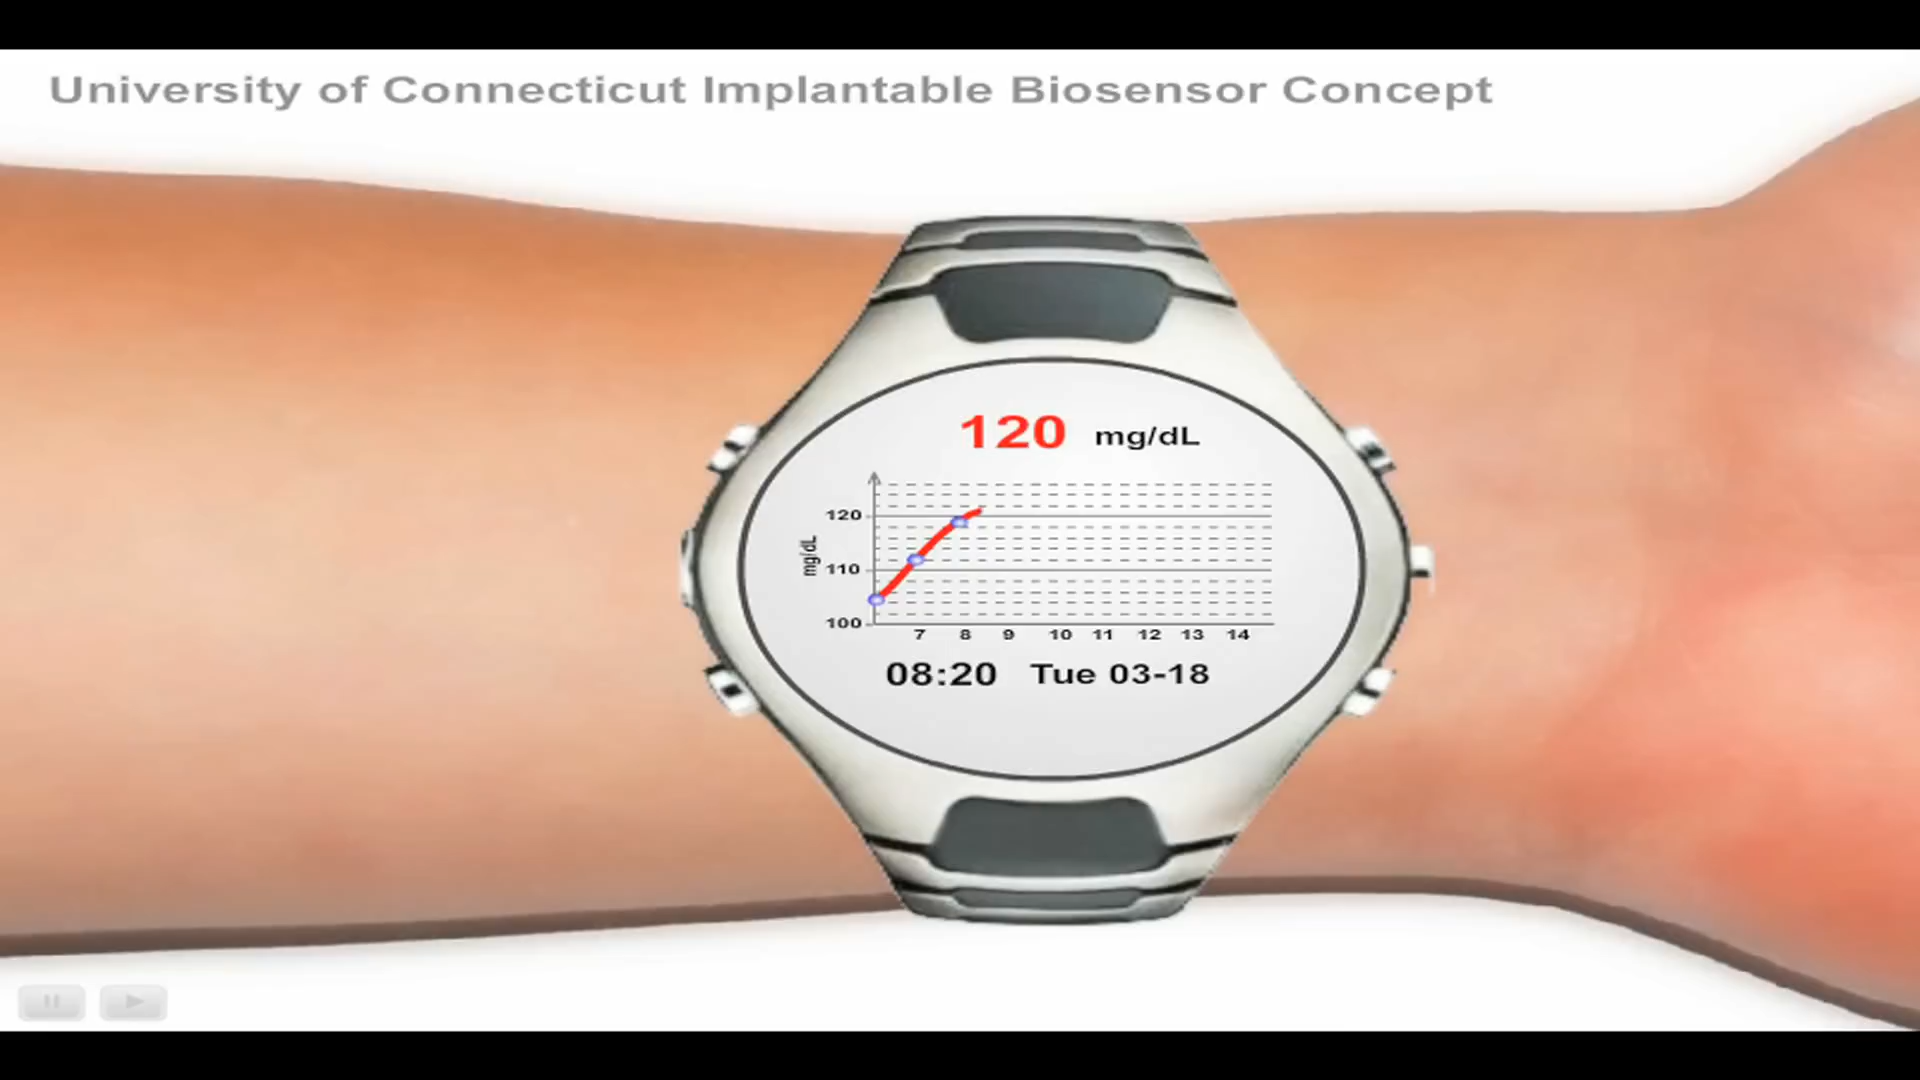 University of Connecticut Implantable Biosensor Concept
120 mg/dL
120
mg/dL
110
100
7 8 9 10 11 12 13 14
08:20 Tue 03-18